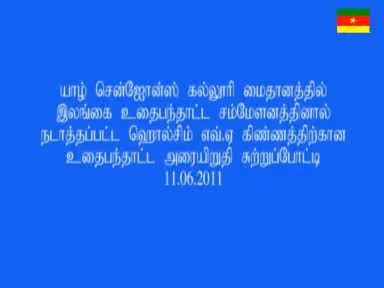 யாழ் சென்ஜோன்ஸ் கல்லூரி மைதானத்தில்
இலங்கை உதைபந்தாட்ட சம்மேளனத்தினால்
நடாத்தப்பட்ட ஹொல்சிம் எவ்.ஏ கிண்ணத்திற்கான
உதைபந்தாட்ட அரையிறுதி சுற்றுப்போட்டி
11.06.2011